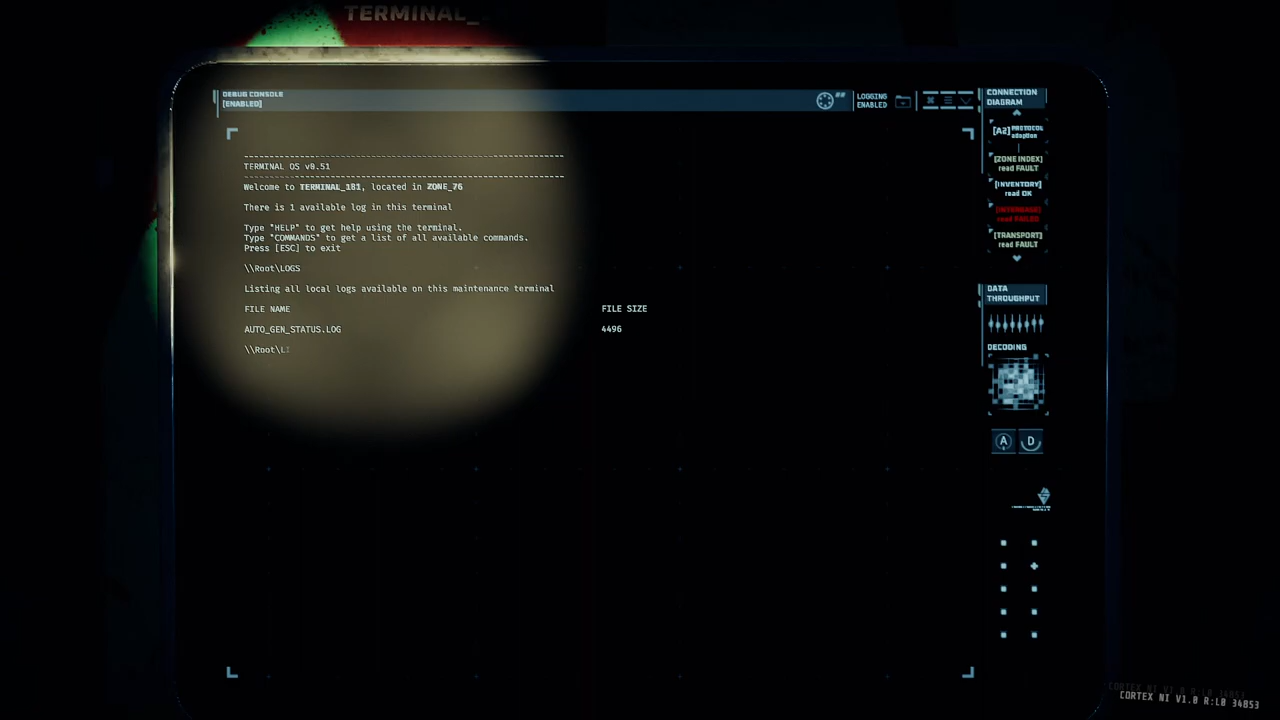 TERMINAL_
DEBUG CONSOLE
[ENABLED]
LOGGING
ENABLED
CONNECTION
DIAGRAM
[A2] PROTOCOL
adaption
[ZONE INDEX]
read FAULT
[INVENTORY]
read OK
read FAILED
[TRANSPORT]
read FAULT
DATA
THROUGHPUT
DECODING
A D
----------------------------------------------------------------
TERMINAL OS v0.51
----------------------------------------------------------------
Welcome to TERMINAL_181, located in ZONE_76
There is 1 available log in this terminal
Type "HELP" to get help using the terminal.
Type "COMMANDS" to get a list of all available commands.
Press [ESC] to exit
\\Root\LOGS
Listing all local logs available on this maintenance terminal
FILE NAME FILE SIZE
AUTO_GEN_STATUS.LOG 4496
\\Root\L
CORTEX NI V1.0 R:L0 34853